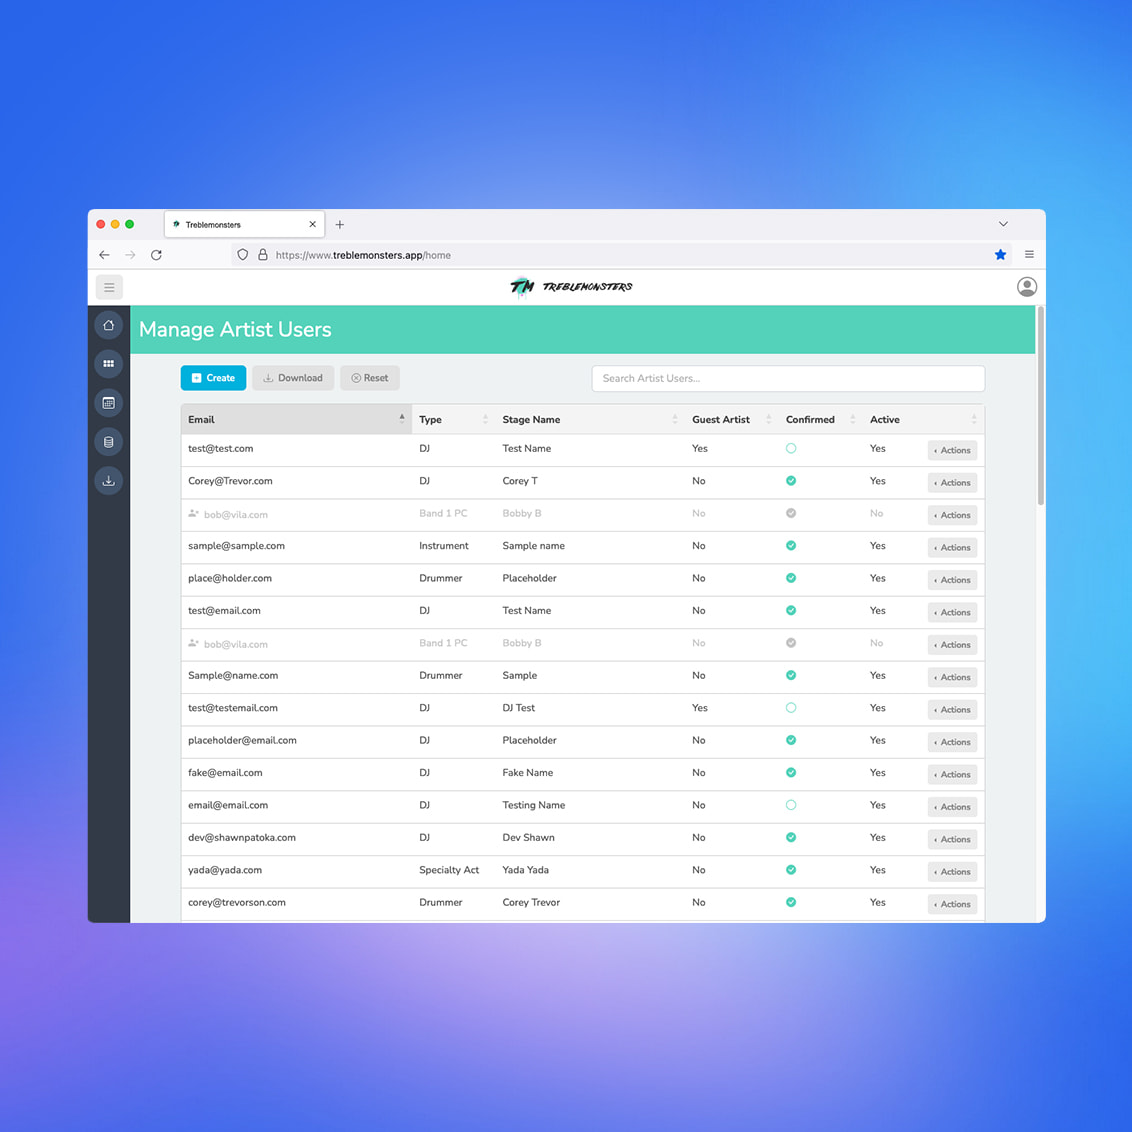 Treblemonsters
https://www.treblemonsters.app/home
TM TREBLEMONSTERS
Manage Artist Users
Create Download Reset Search Artist Users...
Email Type Stage Name Guest Artist Confirmed Active
test@test.com DJ Test Name Yes Yes Actions
Corey@Trevor.com DJ Corey T No Yes Actions
bob@vila.com Band 1 PC Bobby B No No Actions
sample@sample.com Instrument Sample name No Yes Actions
place@holder.com Drummer Placeholder No Yes Actions
test@email.com DJ Test Name No Yes Actions
bob@vila.com Band 1 PC Bobby B No No Actions
Sample@name.com Drummer Sample No Yes Actions
test@testemail.com DJ DJ Test Yes Yes Actions
placeholder@email.com DJ Placeholder No Yes Actions
fake@email.com DJ Fake Name No Yes Actions
email@email.com DJ Testing Name No Yes Actions
dev@shawnpatoka.com DJ Dev Shawn No Yes Actions
yada@yada.com Specialty Act Yada Yada No Yes Actions
corey@trevorson.com Drummer Corey Trevor No Yes Actions